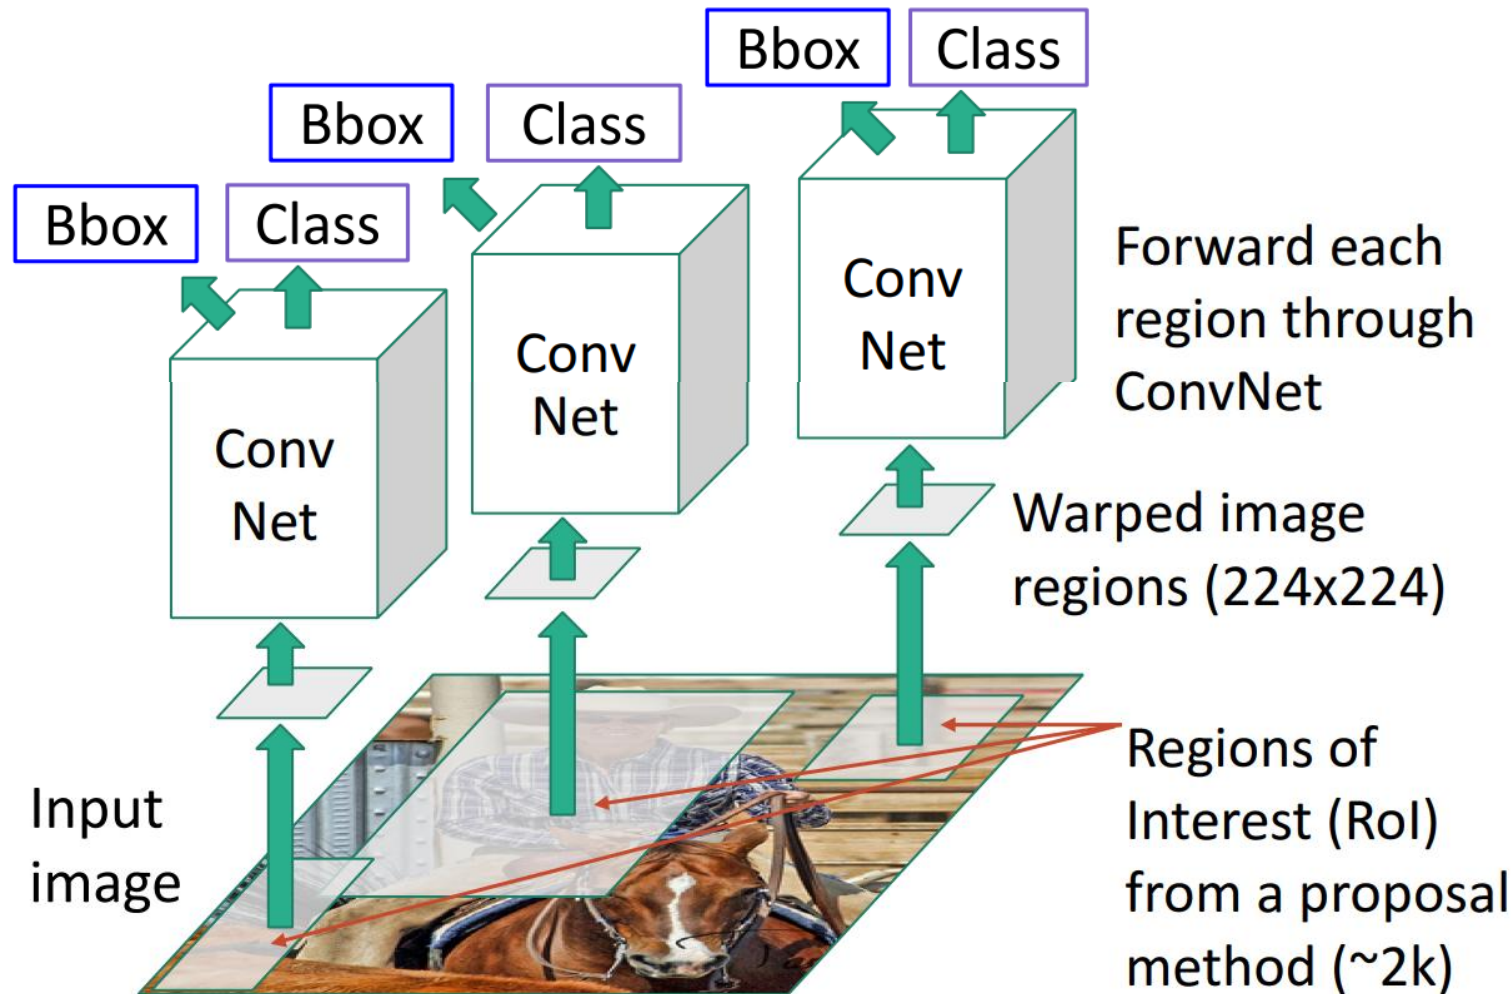 Bbox
Class
Bbox
Class
Bbox
Class
Conv
Net
Conv
Net
Conv
Net
Forward each
region through
ConvNet
Warped image
regions (224x224)
Input
image
Regions of
Interest (RoI)
from a proposal
method (~2k)